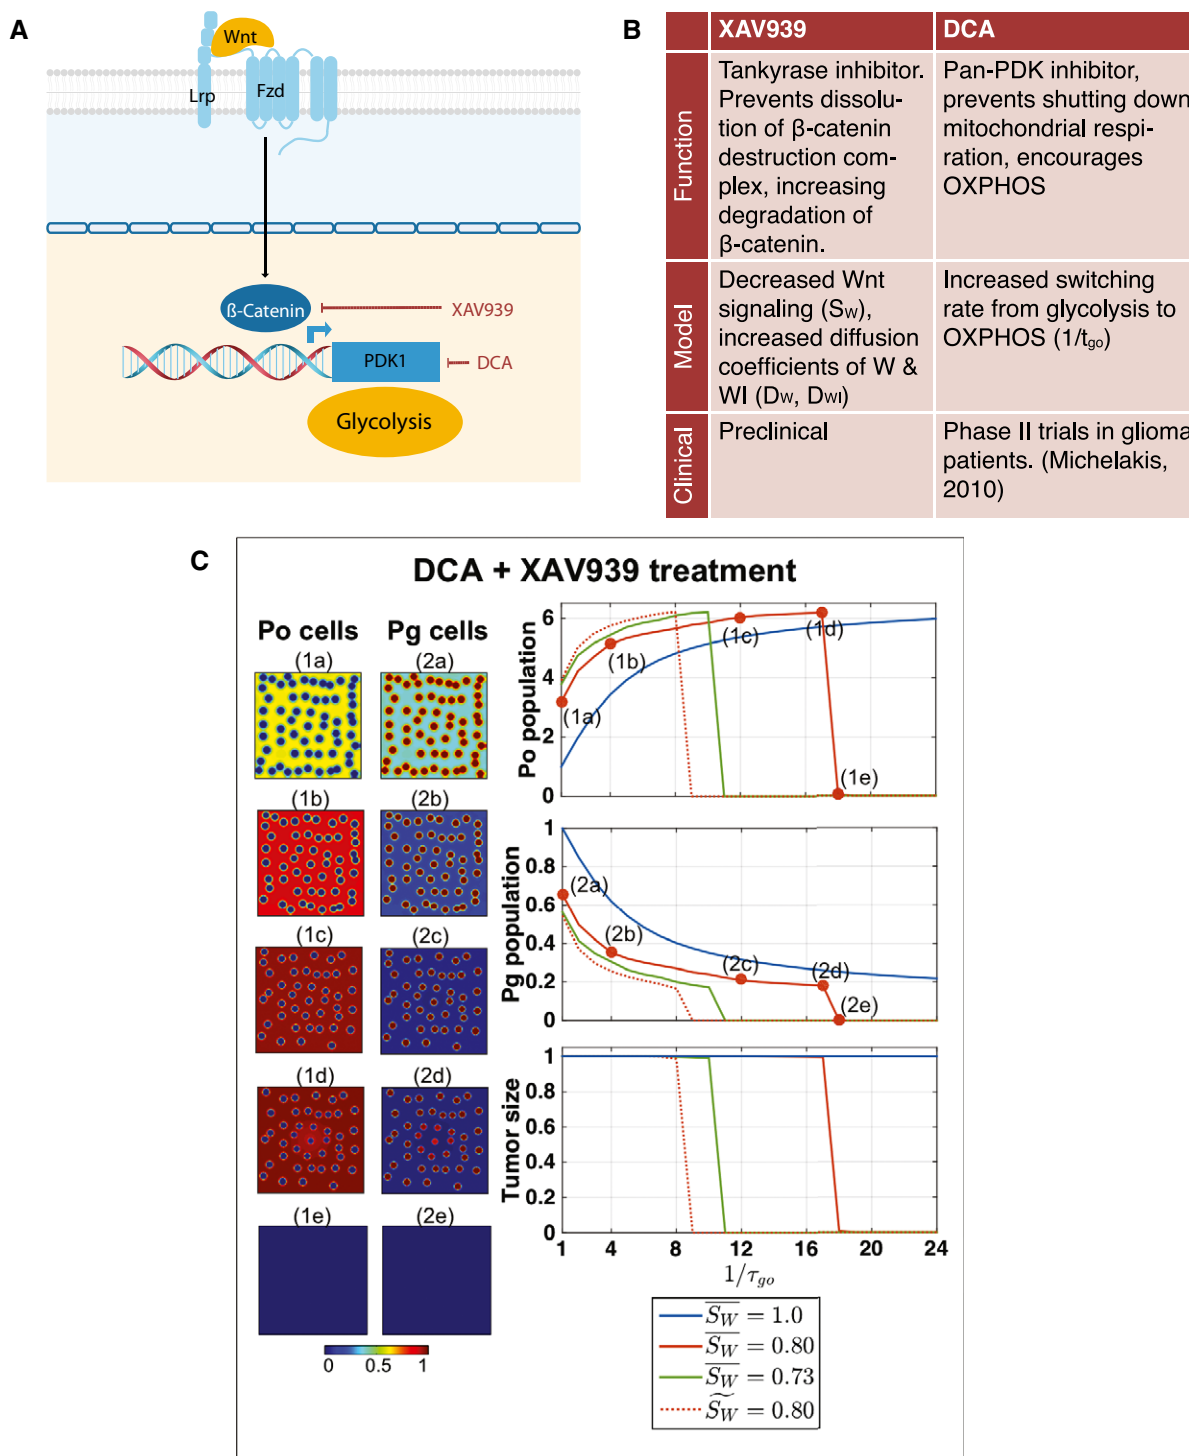 A
Wnt
Lrp
Fzd
ß-Catenin
XAV939
PDK1
DCA
Glycolysis
B
XAV939
DCA
Function
Tankyrase inhibitor.
Prevents dissolu-
tion of β-catenin
destruction com-
plex, increasing
degradation of
β-catenin.
Pan-PDK inhibitor,
prevents shutting down
mitochondrial respi-
ration, encourages
OXPHOS
Model
Decreased Wnt
signaling (Sw),
increased diffusion
coefficients of W &
WI (Dw, DWI)
Increased switching
rate from glycolysis to
OXPHOS (1/tgo)
Clinical
Preclinical
Phase II trials in glioma
patients. (Michelakis,
2010)
C
DCA + XAV939 treatment
Po cells
Pg cells
(1a)
(2a)
(1b)
(2b)
(1c)
(2c)
(1d)
(2d)
(1e)
(2e)
0 0.5 1
Po population
6
4
2
0
(1a)
(1b)
(1c)
(1d)
(1e)
Pg population
1
0.8
0.6
0.4
0.2
0
(2a)
(2b)
(2c)
(2d)
(2e)
Tumor size
1
0.8
0.6
0.4
0.2
0
1 4 8 12 16 20 24
1/τgo
S̅W̅ = 1.0
S̅W̅ = 0.80
S̅W̅ = 0.73
S͠W = 0.80